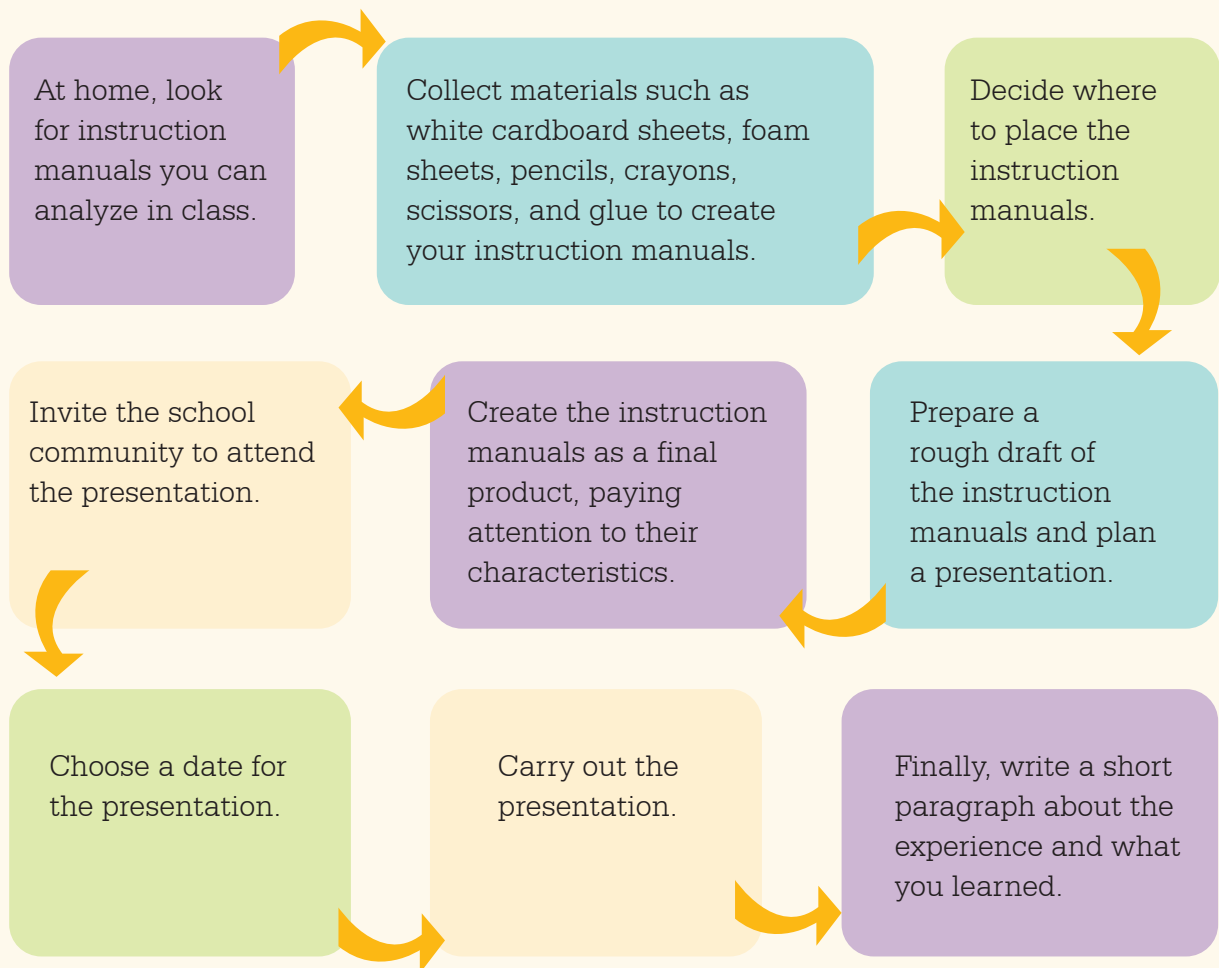 At home, look
for instruction
manuals you can
analyze in class.
Collect materials such as
white cardboard sheets, foam
sheets, pencils, crayons,
scissors, and glue to create
your instruction manuals.
Decide where
to place the
instruction
manuals.
Prepare a
rough draft of
the instruction
manuals and plan
a presentation.
Create the instruction
manuals as a final
product, paying
attention to their
characteristics.
Invite the school
community to attend
the presentation.
Choose a date for
the presentation.
Carry out the
presentation.
Finally, write a short
paragraph about the
experience and what
you learned.